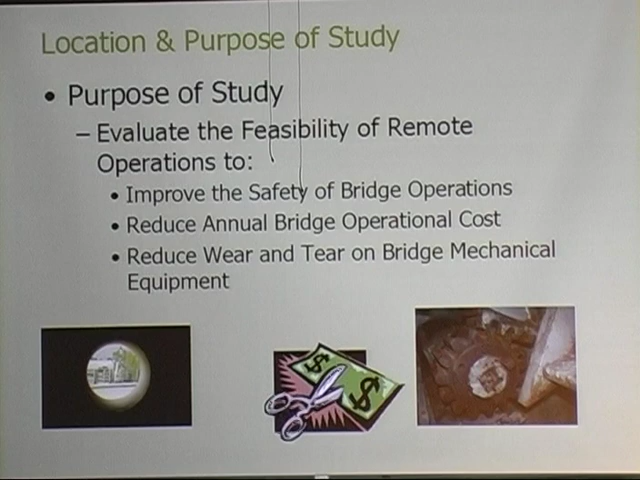 Location & Purpose of Study
• Purpose of Study
– Evaluate the Feasibility of Remote
Operations to:
• Improve the Safety of Bridge Operations
• Reduce Annual Bridge Operational Cost
• Reduce Wear and Tear on Bridge Mechanical
Equipment
$
$